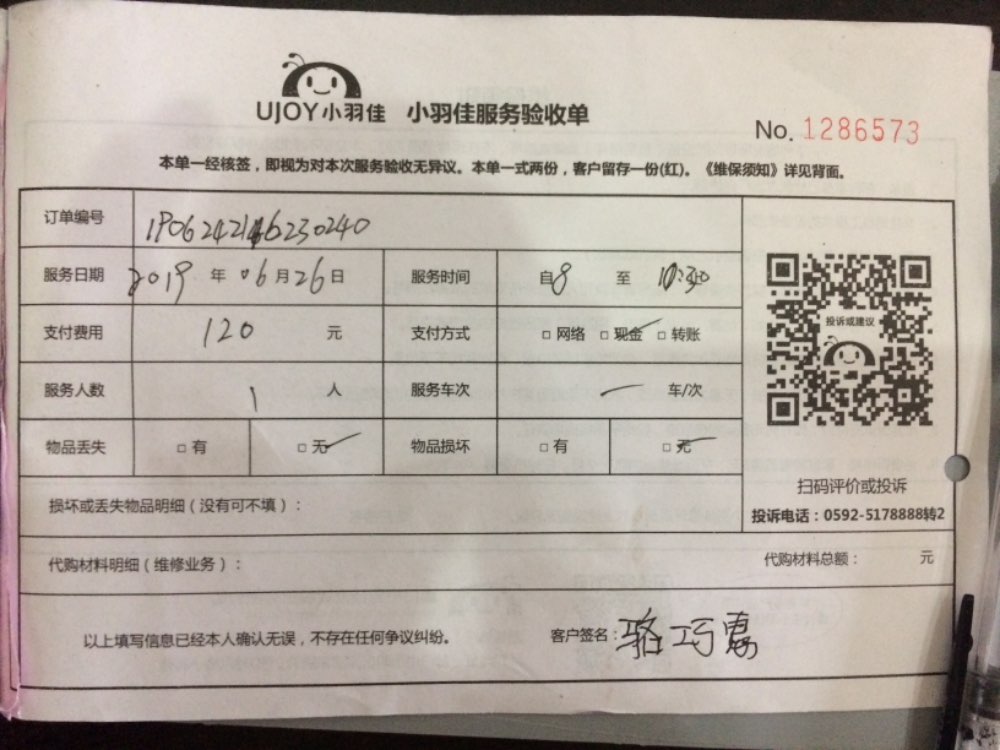 UJOY小羽佳 小羽佳服务验收单
No. 1286573
本单一经核签，即视为对本次服务验收无异议。本单一式两份，客户留存一份(红)。《维保须知》详见背面。
订单编号
服务日期 2019 年 06 月 26 日 服务时间 自 8 至 10:30
支付费用 120 元 支付方式 □ 网络 □ 现金 □ 转账
投诉或建议
服务人数 1 人 服务车次 车/次
物品丢失 □ 有 □ 无 物品损坏 □ 有 □ 无
扫码评价或投诉
损坏或丢失物品明细（没有可不填）：
投诉电话：0592-5178888转2
代购材料明细（维修业务）： 代购材料总额： 元
以上填写信息已经本人确认无误，不存在任何争议纠纷。 客户签名：骆巧惠